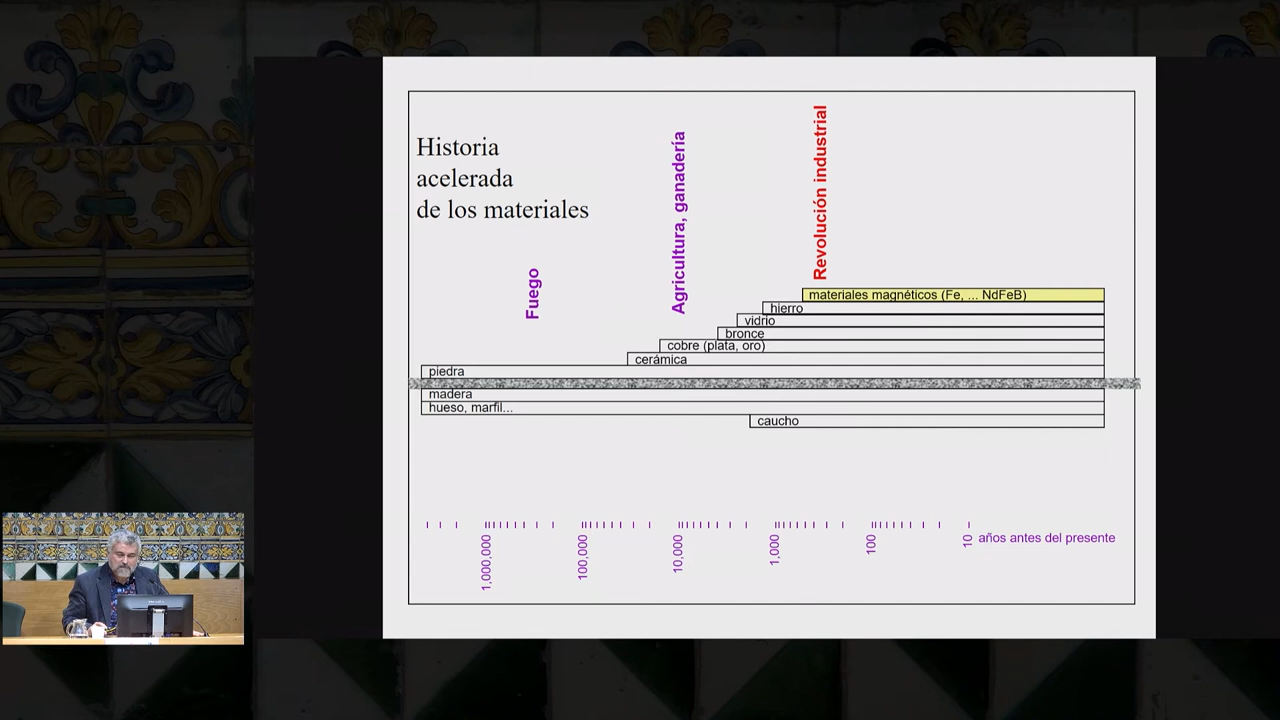 Historia
acelerada
de los materiales
Fuego
Agricultura, ganadería
Revolución industrial
materiales magnéticos (Fe, ... NdFeB)
hierro
vidrio
bronce
cobre (plata, oro)
cerámica
piedra
madera
hueso, marfil...
caucho
1,000,000
100,000
10,000
1,000
100
10
años antes del presente